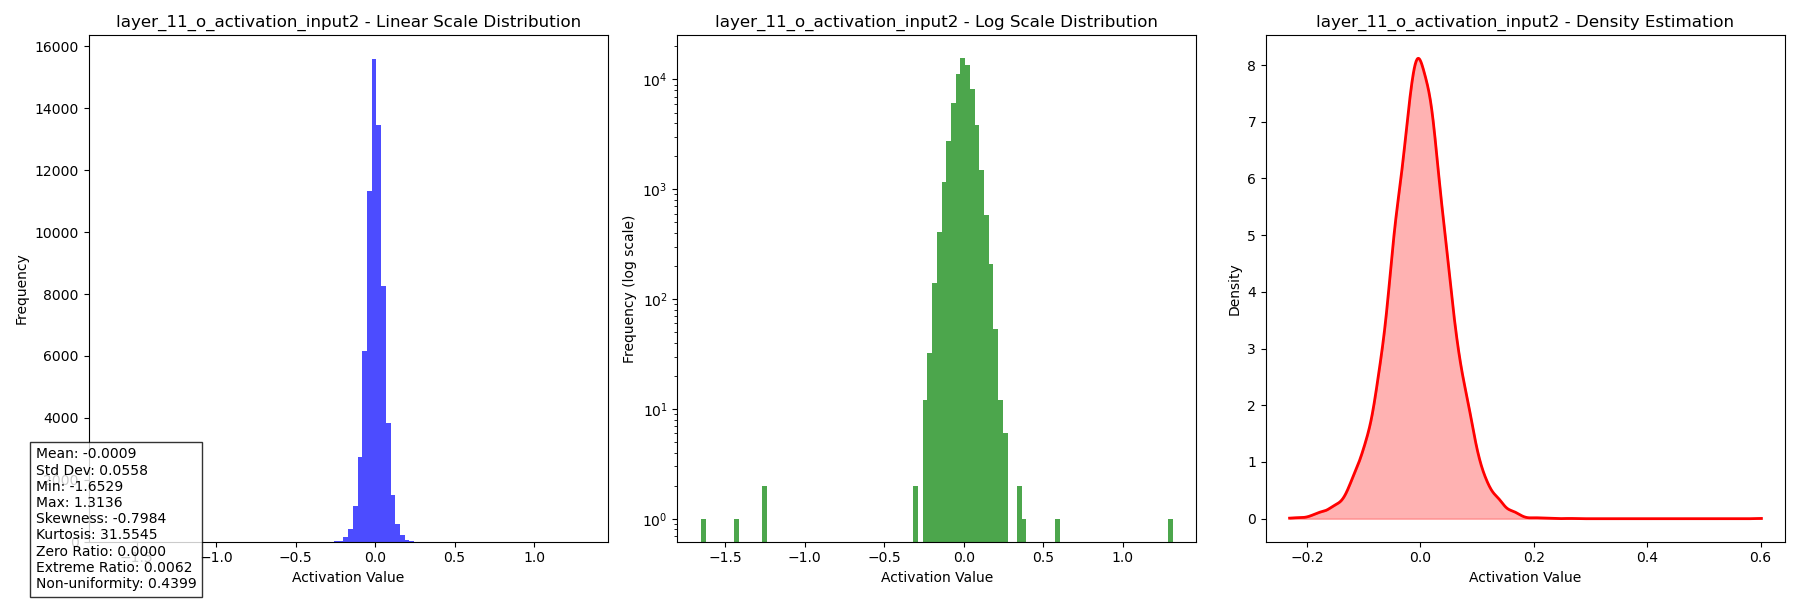 layer_11_o_activation_input2 - Linear Scale Distribution
16000
14000
12000
10000
8000
6000
4000
Frequency
−1.0
−0.5
0.0
0.5
1.0
Activation Value
Mean: -0.0009
Std Dev: 0.0558
Min: -1.6529
Max: 1.3136
Skewness: -0.7984
Kurtosis: 31.5545
Zero Ratio: 0.0000
Extreme Ratio: 0.0062
Non-uniformity: 0.4399
layer_11_o_activation_input2 - Log Scale Distribution
10⁴
10³
10²
10¹
10⁰
Frequency (log scale)
−1.5
−1.0
−0.5
0.0
0.5
1.0
Activation Value
layer_11_o_activation_input2 - Density Estimation
8
7
6
5
4
3
2
1
0
Density
−0.2
0.0
0.2
0.4
0.6
Activation Value